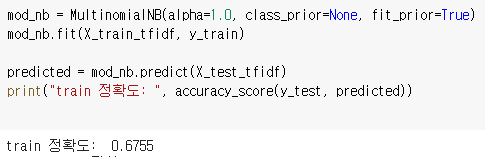 mod_nb = MultinomialNB(alpha=1.0, class_prior=None, fit_prior=True)
mod_nb.fit(X_train_tfidf, y_train)
predicted = mod_nb.predict(X_test_tfidf)
print("train 정확도: ", accuracy_score(y_test, predicted))
train 정확도:  0.6755